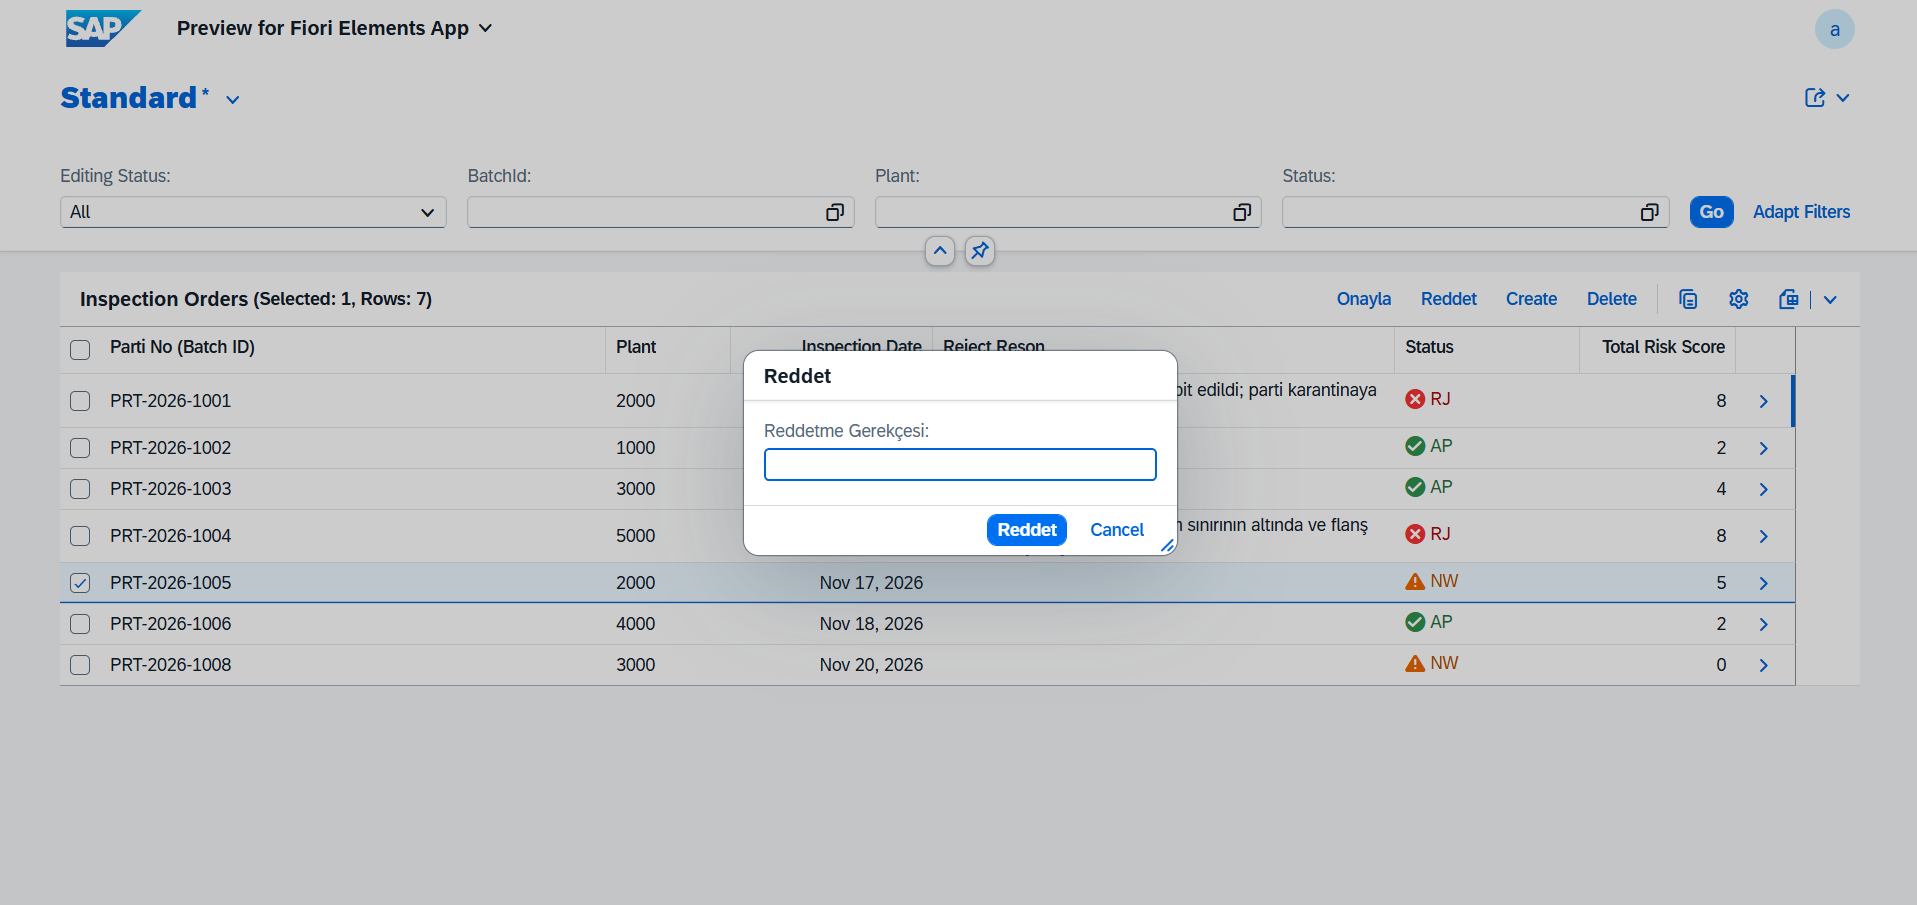 SAP Preview for Fiori Elements App a
Standard *
Editing Status: BatchId: Plant: Status:
All Go Adapt Filters
Inspection Orders (Selected: 1, Rows: 7) Onayla Reddet Create Delete
Parti No (Batch ID) Plant Inspection Date Reject Reson Status Total Risk Score
PRT-2026-1001 2000 edildi; parti karantinaya RJ 8
PRT-2026-1002 1000 AP 2
PRT-2026-1003 3000 AP 4
PRT-2026-1004 5000 sınırının altında ve flanş RJ 8
PRT-2026-1005 2000 Nov 17, 2026 NW 5
PRT-2026-1006 4000 Nov 18, 2026 AP 2
PRT-2026-1008 3000 Nov 20, 2026 NW 0
Reddet
Reddetme Gerekçesi:
Reddet Cancel